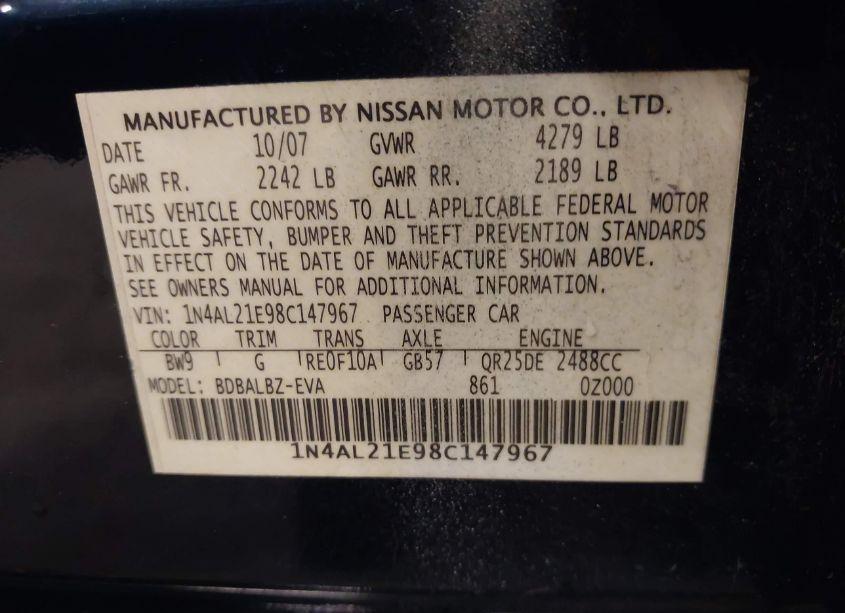 MANUFACTURED BY NISSAN MOTOR CO., LTD.
DATE 10/07 GVWR 4279 LB
GAWR FR. 2242 LB GAWR RR. 2189 LB
THIS VEHICLE CONFORMS TO ALL APPLICABLE FEDERAL MOTOR
VEHICLE SAFETY, BUMPER AND THEFT PREVENTION STANDARDS
IN EFFECT ON THE DATE OF MANUFACTURE SHOWN ABOVE.
SEE OWNERS MANUAL FOR ADDITIONAL INFORMATION.
VIN: 1N4AL21E98C147967 PASSENGER CAR
COLOR TRIM TRANS AXLE ENGINE
BW9 G RE0F10A GB57 QR25DE 2488CC
MODEL: BDBALBZ-EVA 861 0Z000
1N4AL21E98C147967